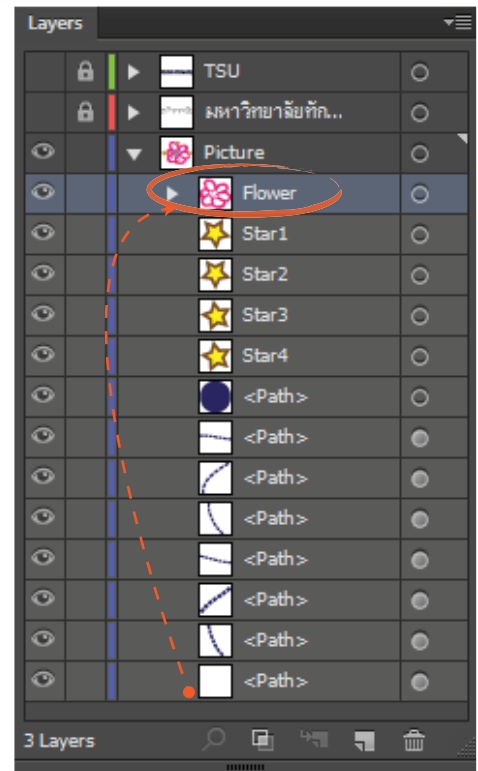 Layers
TSU
มหาวิทยาลัยทัก...
Picture
Flower
Star1
Star2
Star3
Star4
<Path>
<Path>
<Path>
<Path>
<Path>
<Path>
<Path>
<Path>
3 Layers